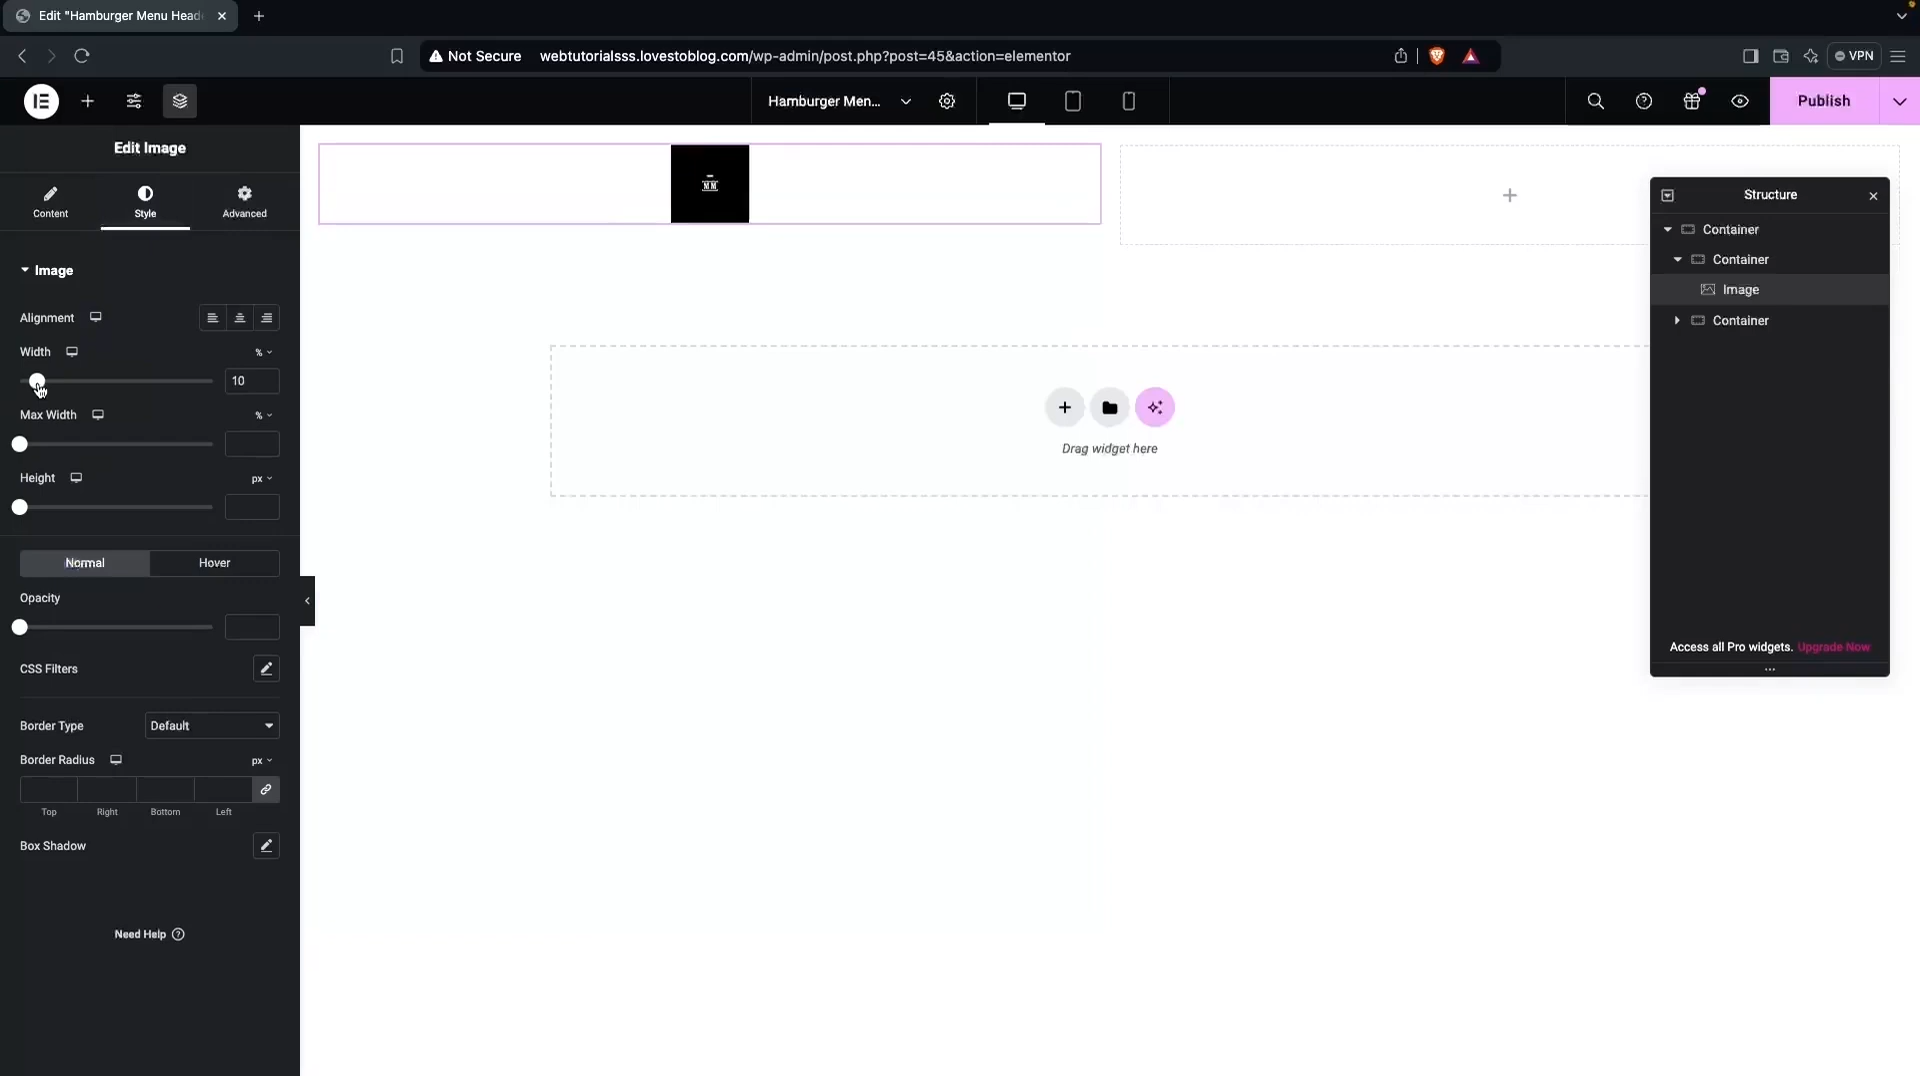 Edit "Hamburger Menu Head
Not Secure webtutorialsss.lovestoblog.com/wp-admin/post.php?post=45&action=elementor
VPN
Hamburger Men...
Publish
Edit Image
Content
Style
Advanced
Image
Alignment
Width
%
10
Max Width
%
Height
px
Normal
Hover
Opacity
CSS Filters
Border Type
Default
Border Radius
px
Top
Right
Bottom
Left
Box Shadow
Need Help
MM
Drag widget here
Structure
Container
Container
Image
Container
Access all Pro widgets. Upgrade Now